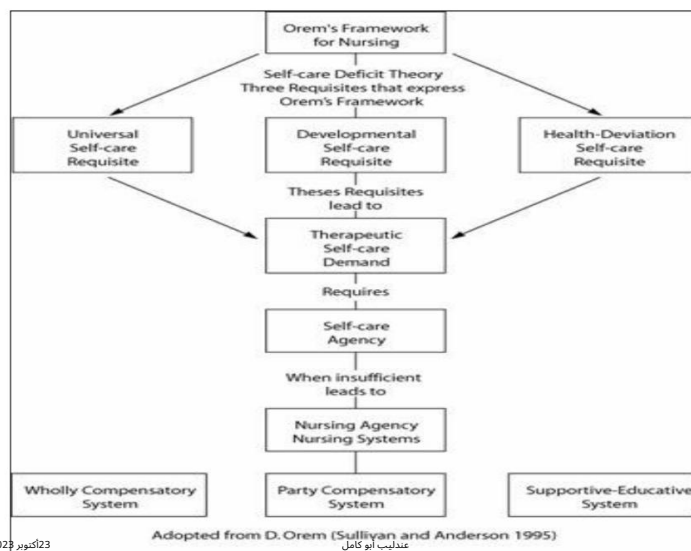 Orem's Framework
for Nursing
Self-care Deficit Theory
Three Requisites that express
Orem's Framework
Universal
Self-care
Requisite
Developmental
Self-care
Requisite
Health-Deviation
Self-care
Requisite
Theses Requisites
lead to
Therapeutic
Self-care
Demand
Requires
Self-care
Agency
When insufficient
leads to
Nursing Agency
Nursing Systems
Wholly Compensatory
System
Party Compensatory
System
Supportive-Educative
System
Adopted from D. Orem (Sullivan and Anderson 1995)
عندليب أبو كامل
23أكتوبر 023